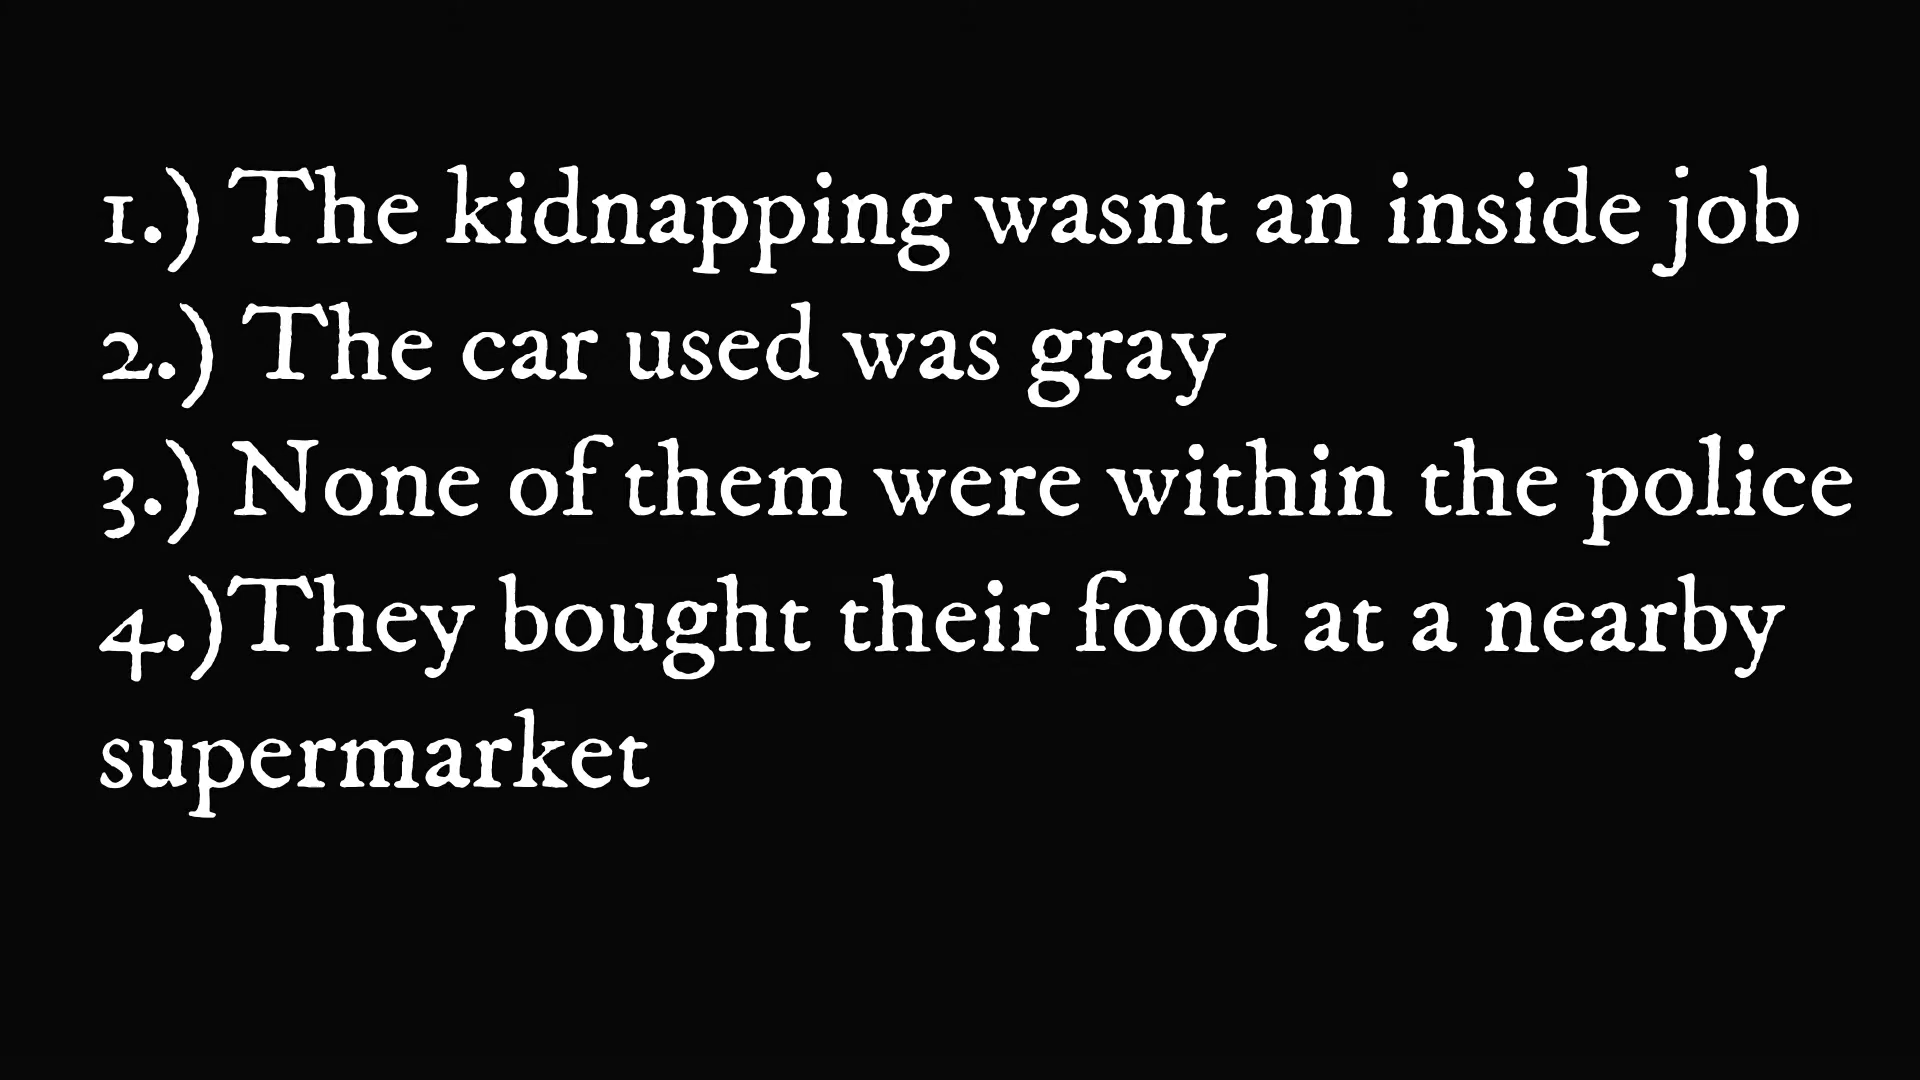 1.) The kidnapping wasnt an inside job
2.) The car used was gray
3.) None of them were within the police
4.)They bought their food at a nearby
supermarket